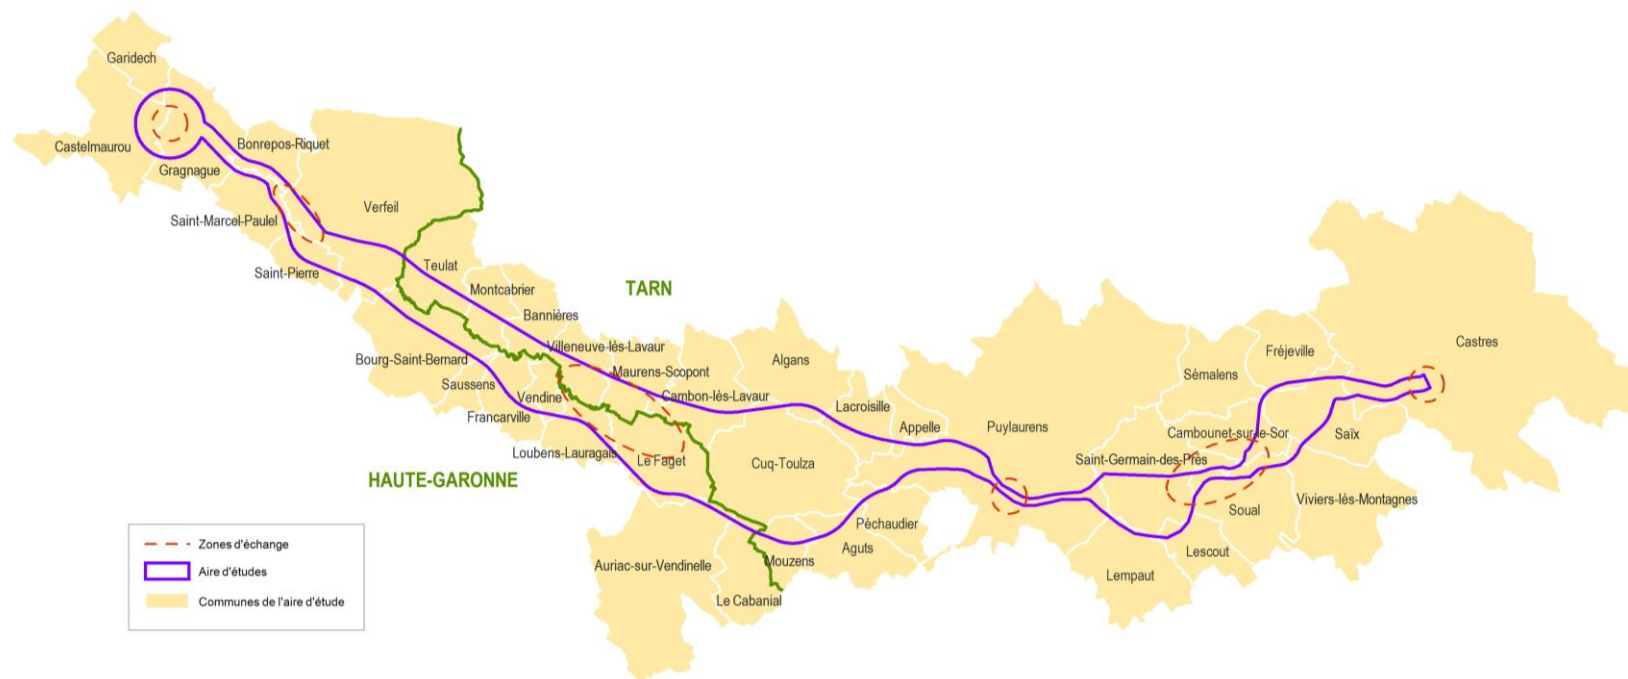 Garidech
Castelmaurou
Bonrepos-Riquet
Gragnague
Verfeil
Saint-Marcel-Paulel
Saint-Pierre
Teulat
TARN
Montcabrier
Bannières
Villeneuve-lès-Lavaur
Bourg-Saint-Bernard
Maurens-Scopont
Algans
Saussens
Vendine
Cambon-lès-Lavaur
Francarville
Lacroisille
Appelle
Puylaurens
Loubens-Lauragais
Le Faget
Cuq-Toulza
HAUTE-GARONNE
Castres
Fréjeville
Sémalens
Cambounet-sur-le-Sor
Saïx
Saint-Germain-des-Près
Viviers-lès-Montagnes
Soual
Péchaudier
Aguts
Mouzens
Lescout
Lempaut
Auriac-sur-Vendinelle
Le Cabanial
Zones d'échange
Aire d'études
Communes de l'aire d'étude